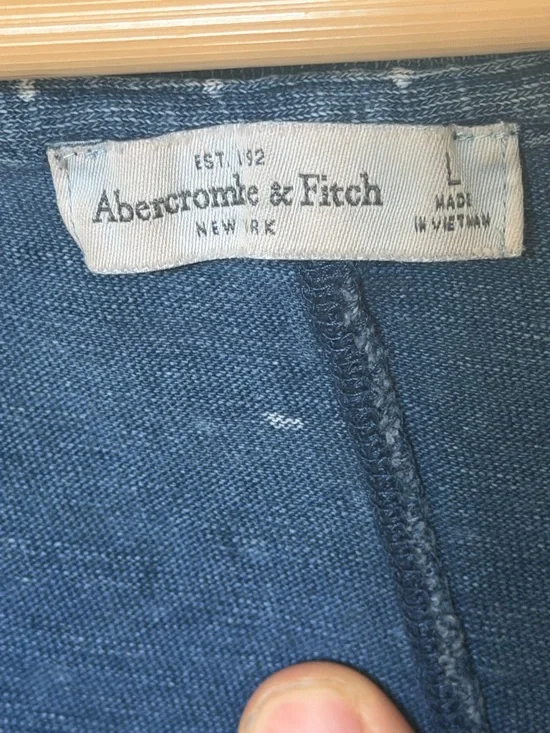 EST. 192
Abercrombie & Fitch
NEW RK
L
MADE
IN VIETNAM